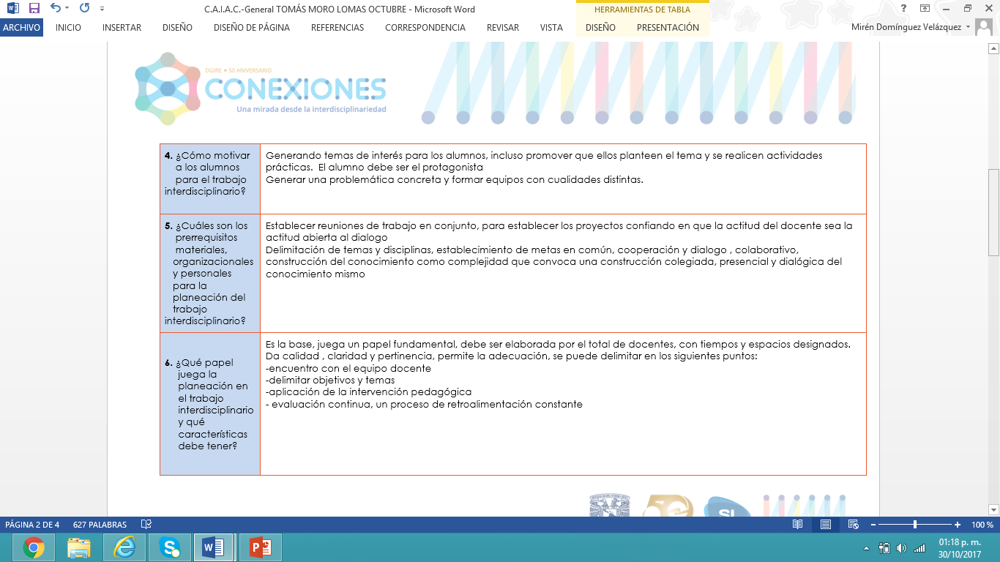 C.A.I.A.C.-General TOMÁS MORO LOMAS OCTUBRE - Microsoft Word
HERRAMIENTAS DE TABLA
?
ARCHIVO INICIO INSERTAR DISEÑO DISEÑO DE PÁGINA REFERENCIAS CORRESPONDENCIA REVISAR VISTA DISEÑO PRESENTACIÓN
Mirén Domínguez Velázquez
DGIRE • 50 ANIVERSARIO
CONEXIONES
Una mirada desde la interdisciplinariedad
4. ¿Cómo motivar
a los alumnos
para el trabajo
interdisciplinario?
Generando temas de interés para los alumnos, incluso promover que ellos planteen el tema y se realicen actividades
prácticas. El alumno debe ser el protagonista
Generar una problemática concreta y formar equipos con cualidades distintas.
5. ¿Cuáles son los
prerrequisitos
materiales,
organizacionales
y personales
para la
planeación del
trabajo
interdisciplinario?
Establecer reuniones de trabajo en conjunto, para establecer los proyectos confiando en que la actitud del docente sea la
actitud abierta al dialogo
Delimitación de temas y disciplinas, establecimiento de metas en común, cooperación y dialogo , colaborativo,
construcción del conocimiento como complejidad que convoca una construcción colegiada, presencial y dialógica del
conocimiento mismo
6. ¿Qué papel
juega la
planeación en
el trabajo
interdisciplinario
y qué
características
debe tener?
Es la base, juega un papel fundamental, debe ser elaborada por el total de docentes, con tiempos y espacios designados.
Da calidad , claridad y pertinencia, permite la adecuación, se puede delimitar en los siguientes puntos:
-encuentro con el equipo docente
-delimitar objetivos y temas
-aplicación de la intervención pedagógica
- evaluación continua, un proceso de retroalimentación constante
SI
PÁGINA 2 DE 4 627 PALABRAS
100 %
01:18 p. m.
30/10/2017